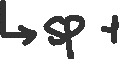 ↳ sp +